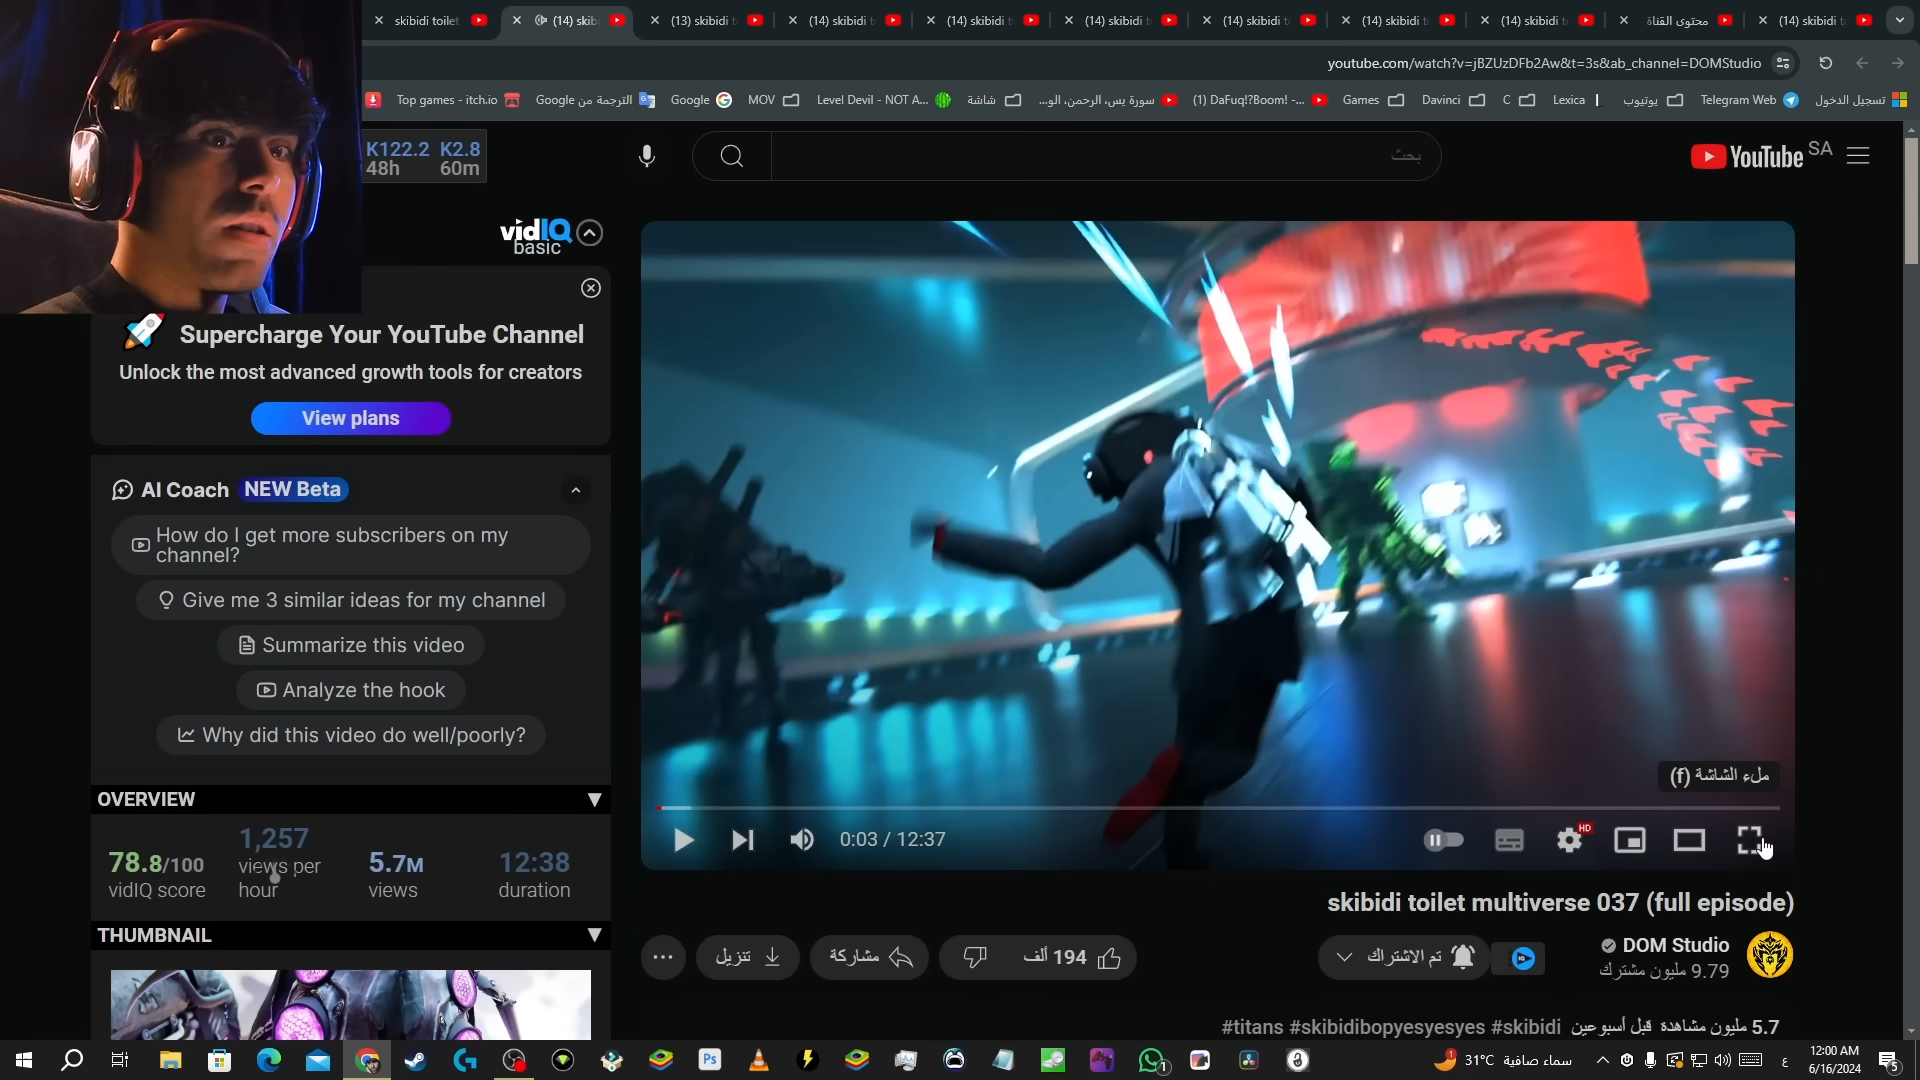 skibidi toilet
(14) skib
(13) skibidi t
(14) skibidi t
(14) skibidi t
(14) skibidi t
(14) skibidi t
(14) skibidi t
(14) skibidi t
محتوى القناة
(14) skibidi t
youtube.com/watch?v=jBZUzDFb2Aw&t=3s&ab_channel=DOMStudio
Top games - itch.io
الترجمة من Google
Google
MOV
Level Devil - NOT A...
شاشة
سورة يس، الرحمن، الو...
(1) DaFuq!?Boom! -...
Games
Davinci
C
Lexica
يوتيوب
Telegram Web
تسجيل الدخول
K122.2 K2.8
48h 60m
بحث
YouTube SA
vidIQ
basic
Supercharge Your YouTube Channel
Unlock the most advanced growth tools for creators
View plans
AI Coach NEW Beta
How do I get more subscribers on my
channel?
Give me 3 similar ideas for my channel
Summarize this video
Analyze the hook
Why did this video do well/poorly?
OVERVIEW
78.8/100
vidIQ score
1,257
views per
hour
5.7M
views
12:38
duration
THUMBNAIL
ملء الشاشة (f)
0:03 / 12:37
HD
skibidi toilet multiverse 037 (full episode)
تنزيل
مشاركة
194 ألف
تم الاشتراك
DOM Studio
9.79 مليون مشترك
5.7 مليون مشاهدة قبل أسبوعين #titans #skibidibopyesyesyes #skibidi
Ps
1
31°C سماء صافية
ع
12:00 AM
6/16/2024
5